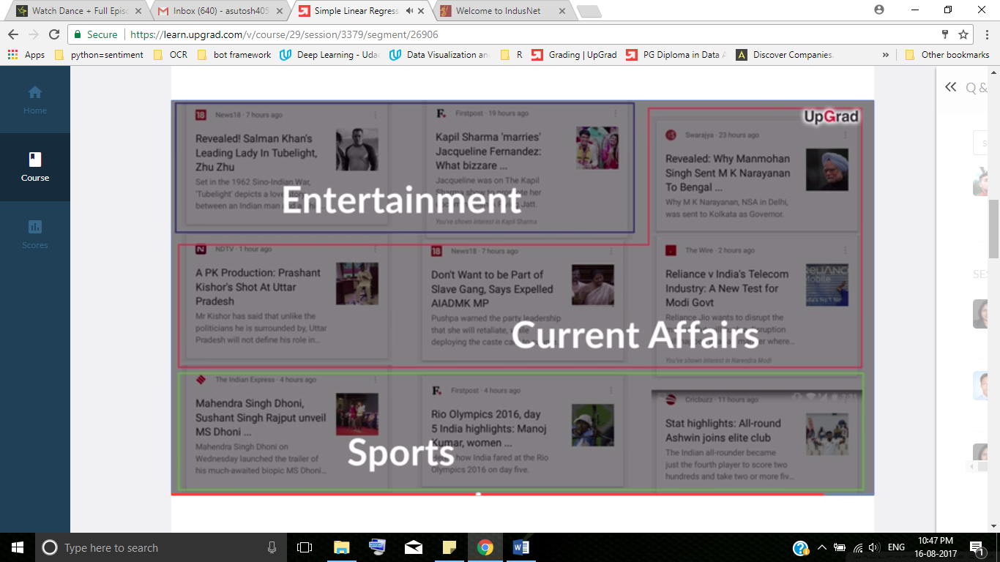 Watch Dance + Full Epis
Inbox (640) - asutosh405
Simple Linear Regress
Welcome to IndusNet
Secure
https://learn.upgrad.com/v/course/29/session/3379/segment/26906
Apps
python=sentiment
OCR
bot framework
Deep Learning - Uda
Data Visualization an
R
Grading | UpGrad
PG Diploma in Data A
Discover Companies.
»
Other bookmarks
Home
Course
Scores
Q &
UpGrad
News18 · 7 hours ago
Revealed! Salman Khan's
Leading Lady In Tubelight,
Zhu Zhu
Set in the 1962 Sino-Indian War,
'Tubelight' depicts a love story
between an Indian man and a
Firstpost · 19 hours ago
Kapil Sharma 'marries'
Jacqueline Fernandez:
What bizzare ...
Jacqueline was on The Kapil
Sharma show to promote her
Jatt.
You've shown interest in Kapil Sharma
Entertainment
Swarajya · 23 hours ago
Revealed: Why Manmohan
Singh Sent M K Narayanan
To Bengal ...
Why M K Narayanan, NSA in Delhi,
was sent to Kolkata as Governor.
NDTV · 1 hour ago
A PK Production: Prashant
Kishor's Shot At Uttar
Pradesh
Mr Kishor has said that unlike the
politicians he is surrounded by, Uttar
Pradesh will not define his role in...
News18 · 7 hours ago
Don't Want to be Part of
Slave Gang, Says Expelled
AIADMK MP
Pushpa warned the party leadership
that she will retaliate, while
deploying the caste
The Wire · 2 hours ago
Reliance v India's Telecom
Industry: A New Test for
Modi Govt
Reliance Jio wants to disrupt the
where...
You've shown interest in Narendra Modi
RELIANCE
Mobile
Current Affairs
The Indian Express · 4 hours ago
Mahendra Singh Dhoni,
Sushant Singh Rajput unveil
MS Dhoni ...
Mahendra Singh Dhoni on
Wednesday launched the trailer of
his much-awaited biopic MS Dhoni...
Firstpost · 4 hours ago
Rio Olympics 2016, day
5 India highlights: Manoj
Kumar, women ...
how India fared at the Rio
Olympics 2016 on day five.
Cricbuzz · 11 hours ago
Stat highlights: All-round
Ashwin joins elite club
The Indian all-rounder became
just the fourth player to score two
hundreds and take two or more fiv...
Sports
Type here to search
ENG
10:47 PM
16-08-2017
1